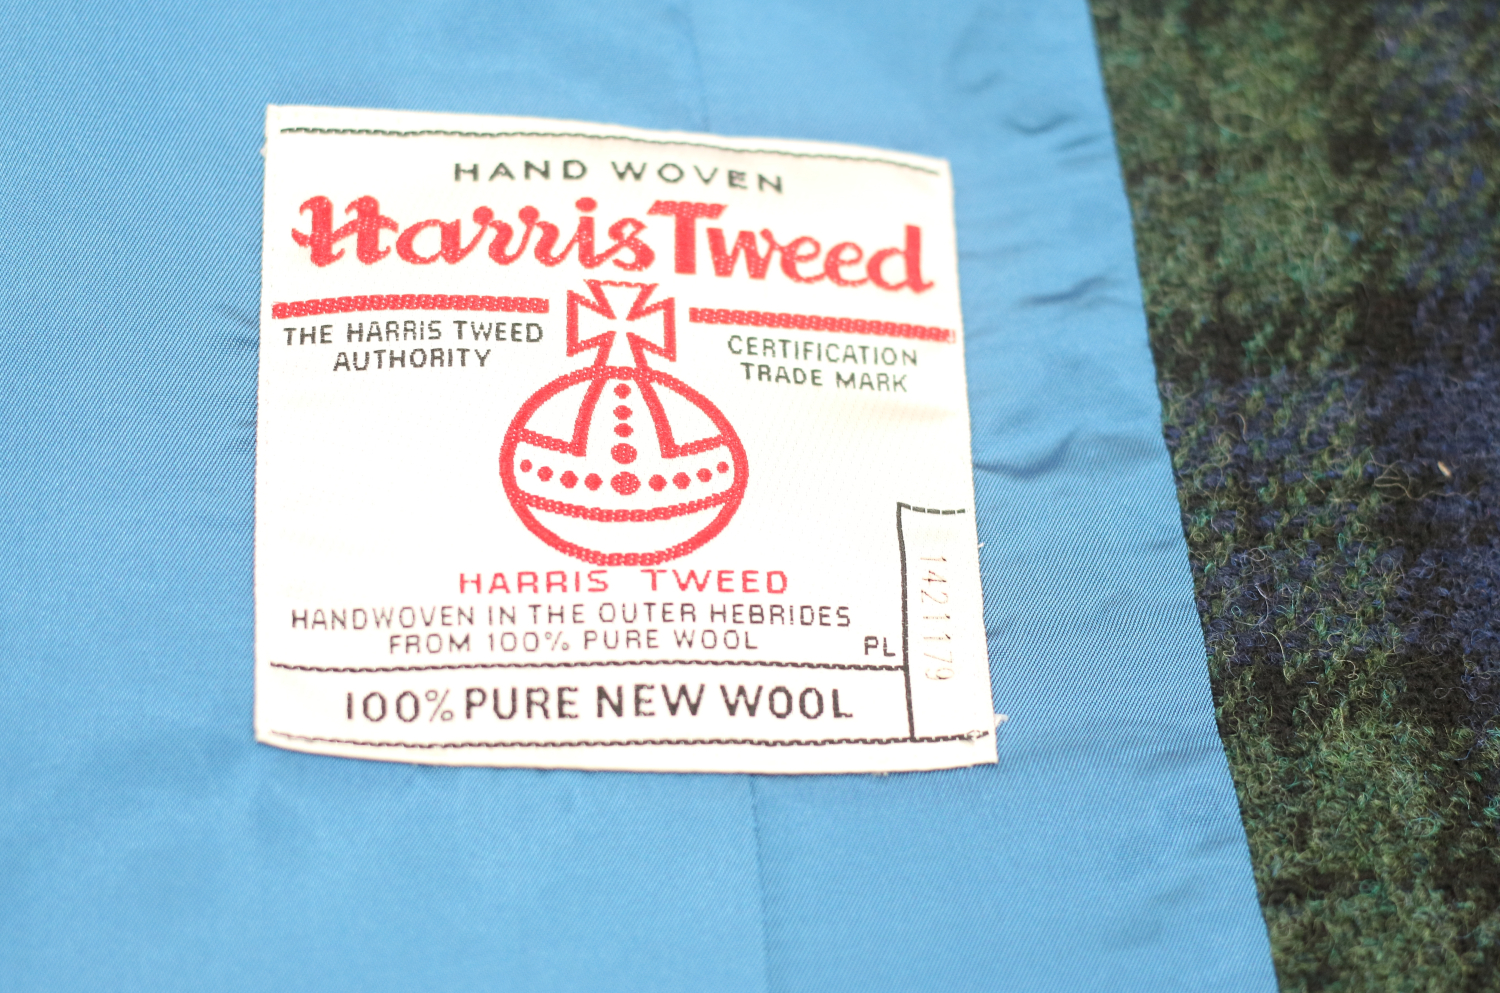 HAND WOVEN
Harris Tweed
THE HARRIS TWEED
AUTHORITY
CERTIFICATION
TRADE MARK
HARRIS TWEED
HANDWOVEN IN THE OUTER HEBRIDES
FROM 100% PURE WOOL
PL
1421179
100% PURE NEW WOOL